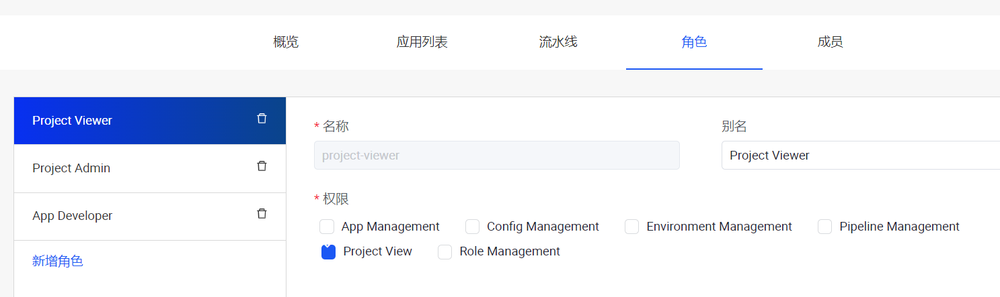 概览 应用列表 流水线 角色 成员
Project Viewer
Project Admin
App Developer
新增角色
* 名称 别名
project-viewer Project Viewer
* 权限
App Management Config Management Environment Management Pipeline Management
Project View Role Management